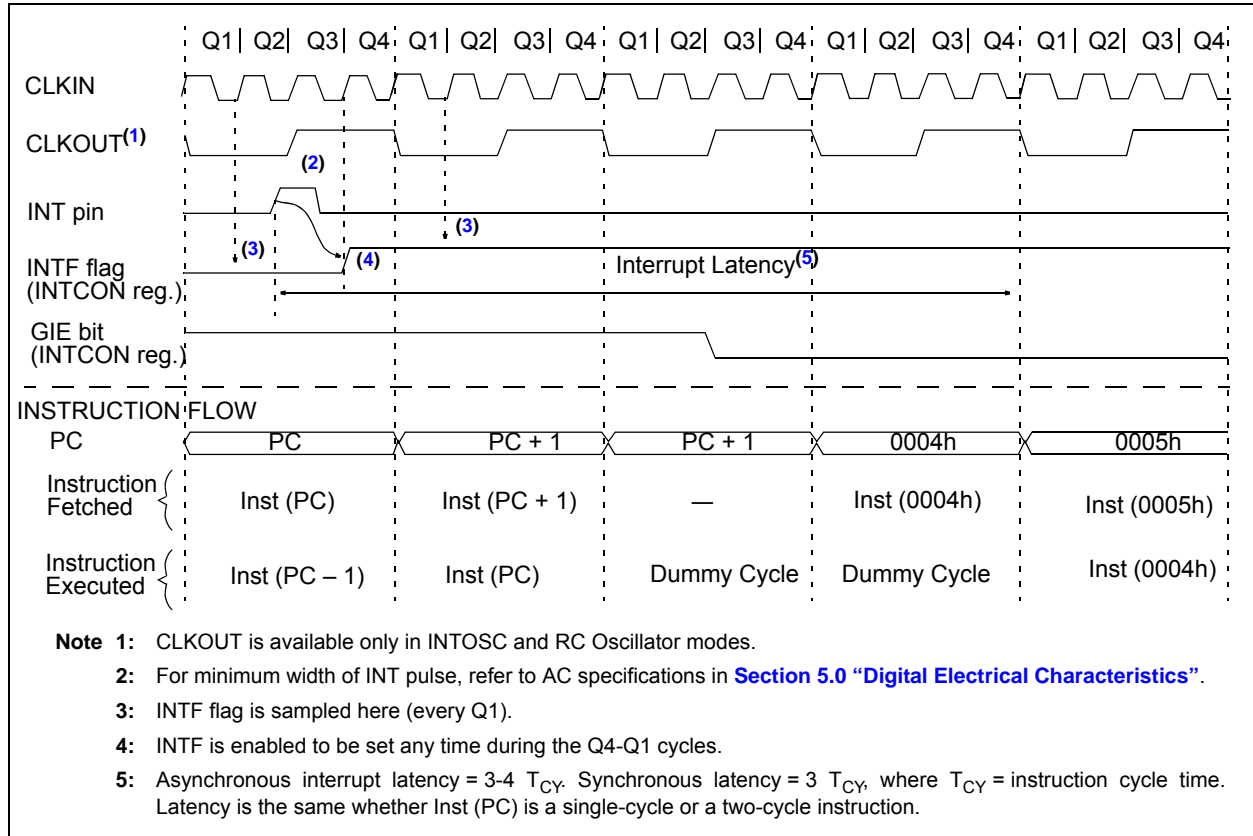 Q1| Q2| Q3| Q4 Q1| Q2| Q3| Q4 Q1| Q2| Q3| Q4 Q1| Q2| Q3| Q4 Q1| Q2| Q3| Q4
CLKIN
CLKOUT(1)
(2)
INT pin
(3) (3)
(4)
INTF flag
(INTCON reg.)
Interrupt Latency(5)
GIE bit
(INTCON reg.)
INSTRUCTION FLOW
PC PC PC + 1 PC + 1 0004h 0005h
Instruction
Fetched
Inst (PC) Inst (PC + 1) — Inst (0004h) Inst (0005h)
Instruction
Executed
Inst (PC – 1) Inst (PC) Dummy Cycle Dummy Cycle Inst (0004h)
Note 1: CLKOUT is available only in INTOSC and RC Oscillator modes.
2: For minimum width of INT pulse, refer to AC specifications in Section 5.0 “Digital Electrical Characteristics”.
3: INTF flag is sampled here (every Q1).
4: INTF is enabled to be set any time during the Q4-Q1 cycles.
5: Asynchronous interrupt latency = 3-4 TCY. Synchronous latency = 3 TCY, where TCY = instruction cycle time.
Latency is the same whether Inst (PC) is a single-cycle or a two-cycle instruction.